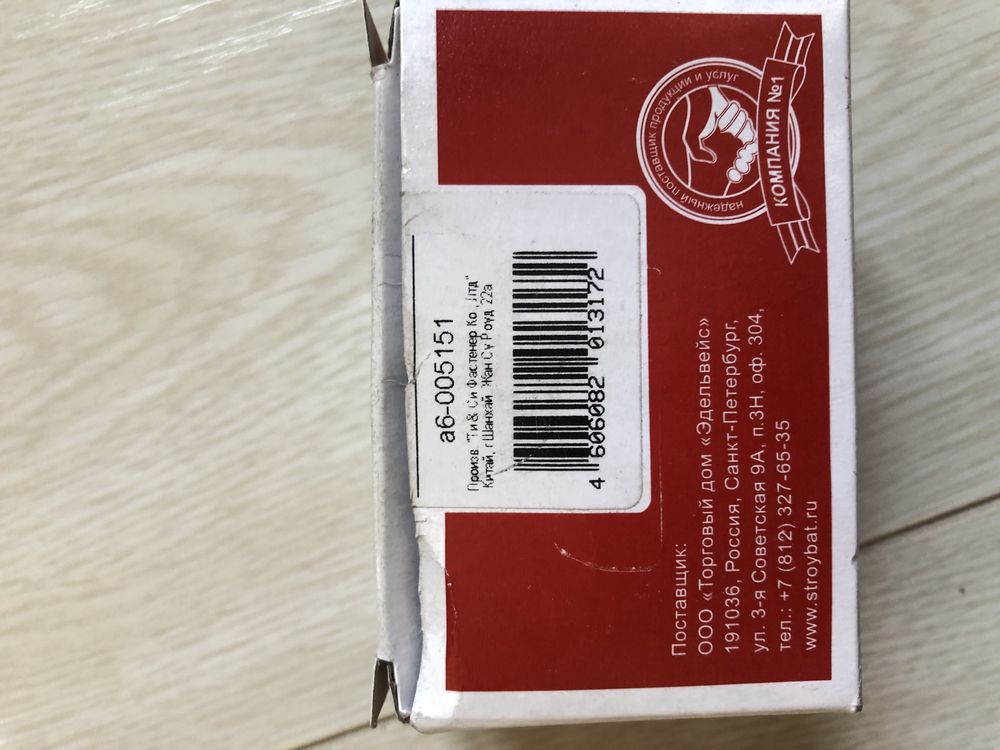 а6-005151
Произв. "Ти & Си Фастенер Ко., Лтд"
Китай, г.Шанхай, Жан Су Роуд, 22а
4 606082 013172
надежный поставщик продукции и услуг
КОМПАНИЯ №1
Поставщик:
ООО «Торговый дом «Эдельвейс»
191036, Россия, Санкт-Петербург,
ул. 3-я Советская 9А, п.3Н, оф. 304,
тел.: +7 (812) 327-65-35
www.stroybat.ru